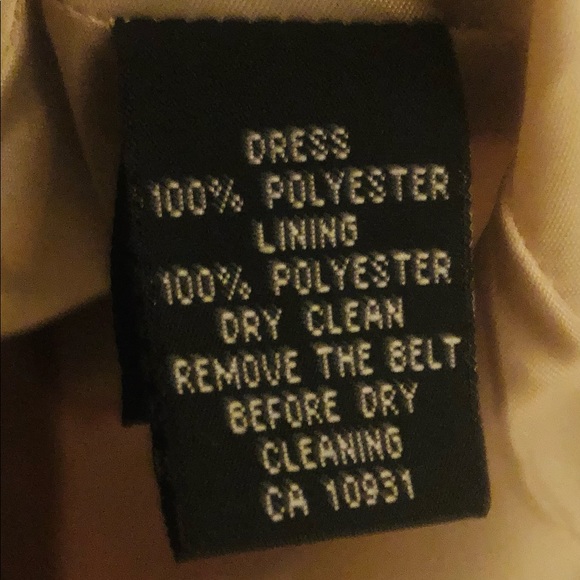 DRESS
100% POLYESTER
LINING
100% POLYESTER
DRY CLEAN
REMOVE THE BELT
BEFORE DRY
CLEANING
CA 10931